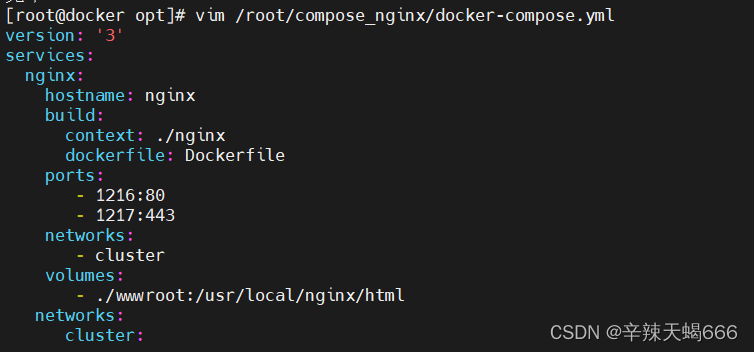 [root@docker opt]# vim /root/compose_nginx/docker-compose.yml
version: '3'
services:
  nginx:
    hostname: nginx
    build:
      context: ./nginx
      dockerfile: Dockerfile
    ports:
       - 1216:80
       - 1217:443
    networks:
       - cluster
    volumes:
       - ./wwwroot:/usr/local/nginx/html
   networks:
      cluster:
CSDN @辛辣天蝎666